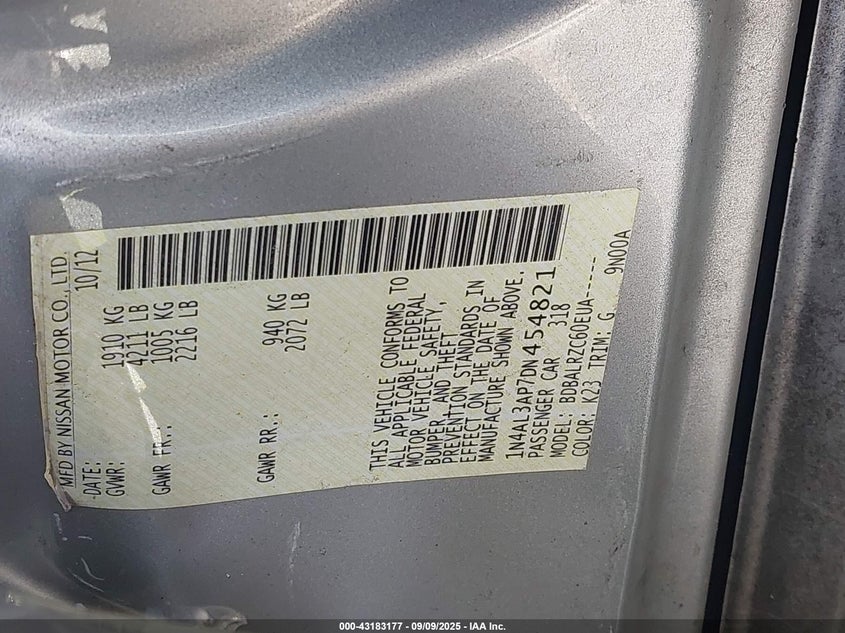 MFD BY NISSAN MOTOR CO., LTD.
DATE: 10/12
GVWR: 1910 KG
4211 LB
GAWR FR.: 1005 KG
2216 LB
GAWR RR.: 940 KG
2072 LB
THIS VEHICLE CONFORMS TO
ALL APPLICABLE FEDERAL
MOTOR VEHICLE SAFETY,
BUMPER, AND THEFT
PREVENTION STANDARDS IN
EFFECT ON THE DATE OF
MANUFACTURE SHOWN ABOVE.
1N4AL3AP7DN454821
PASSENGER CAR 318
MODEL: BDBALRZC60EUA-----
COLOR: K23 TRIM: G 9N00A
000-43183177 - 09/09/2025 - IAA Inc.